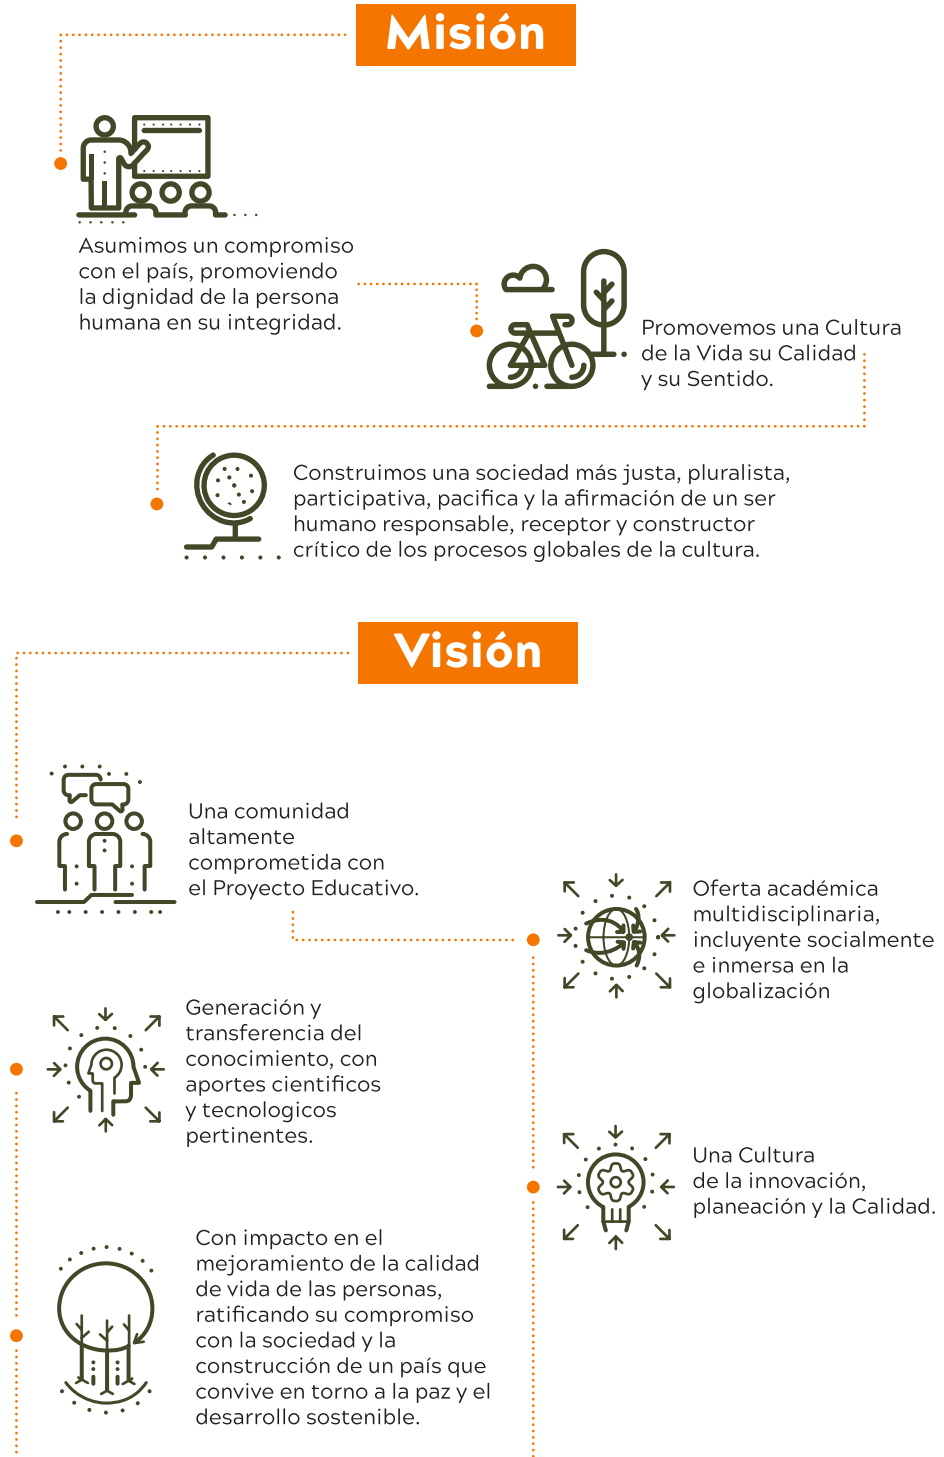 Misión
Asumimos un compromiso
con el país, promoviendo
la dignidad de la persona
humana en su integridad.
Promovemos una Cultura
de la Vida su Calidad
y su Sentido.
Construimos una sociedad más justa, pluralista,
participativa, pacifica y la afirmación de un ser
humano responsable, receptor y constructor
crítico de los procesos globales de la cultura.
Visión
Una comunidad
altamente
comprometida con
el Proyecto Educativo.
Oferta académica
multidisciplinaria,
incluyente socialmente
e inmersa en la
globalización
Generación y
transferencia del
conocimiento, con
aportes cientificos
y tecnologicos
pertinentes.
Una Cultura
de la innovación,
planeación y la Calidad.
Con impacto en el
mejoramiento de la calidad
de vida de las personas,
ratificando su compromiso
con la sociedad y la
construcción de un país que
convive en torno a la paz y el
desarrollo sostenible.